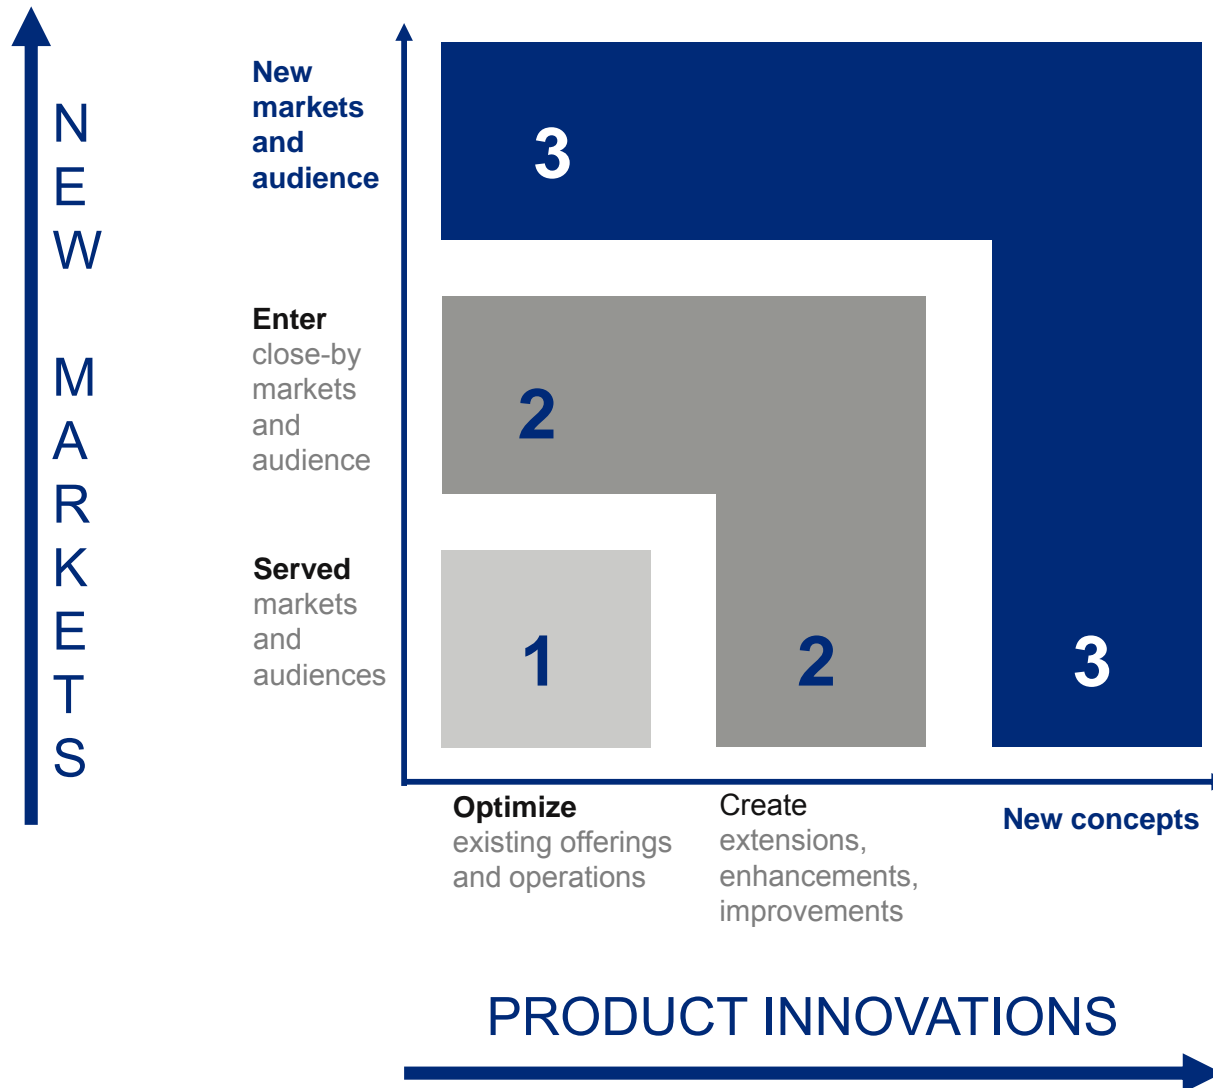 NEW MARKETS
New
markets
and
audience
3
Enter
close-by
markets
and
audience
2
Served
markets
and
audiences
1
2
3
Optimize
existing offerings
and operations
Create
extensions,
enhancements,
improvements
New concepts
PRODUCT INNOVATIONS